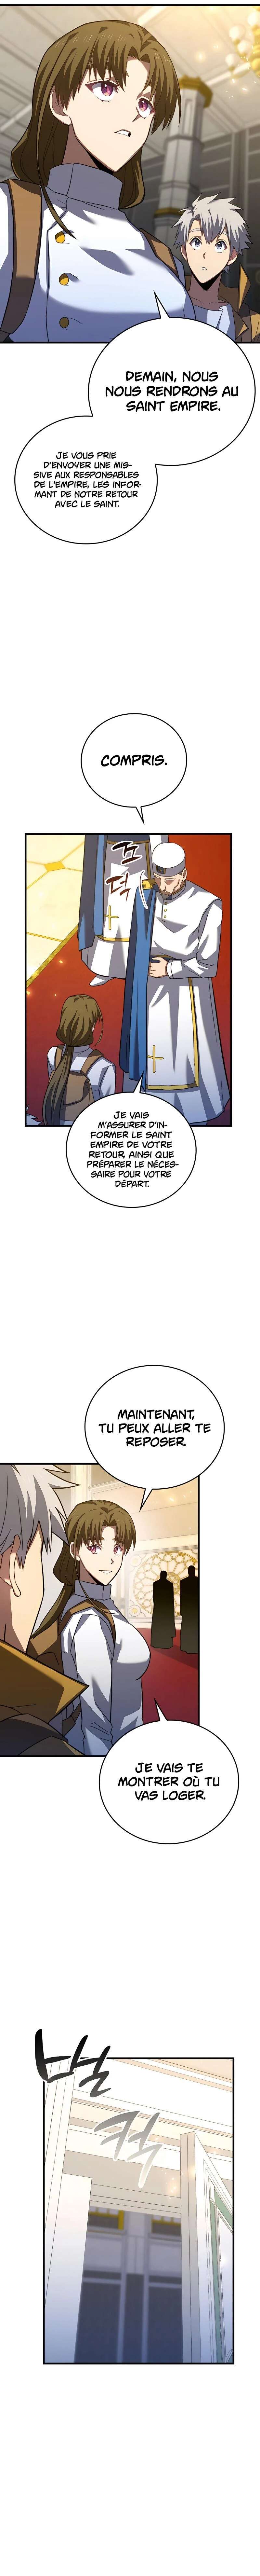 DEMAIN, NOUS
NOUS RENDRONS AU
SAINT EMPIRE.
JE VOUS PRIE
D'ENVOYER UNE MIS-
SIVE AUX RESPONSABLES
DE L'EMPIRE, LES INFOR-
MANT DE NOTRE RETOUR
AVEC LE SAINT.
COMPRIS.
JE VAIS
M'ASSURER D'IN-
FORMER LE SAINT
EMPIRE DE VOTRE
RETOUR, AINSI QUE
PRÉPARER LE NÉCES-
SAIRE POUR VOTRE
DÉPART.
MAINTENANT,
TU PEUX ALLER TE
REPOSER.
JE VAIS TE
MONTRER OÙ TU
VAS LOGER.